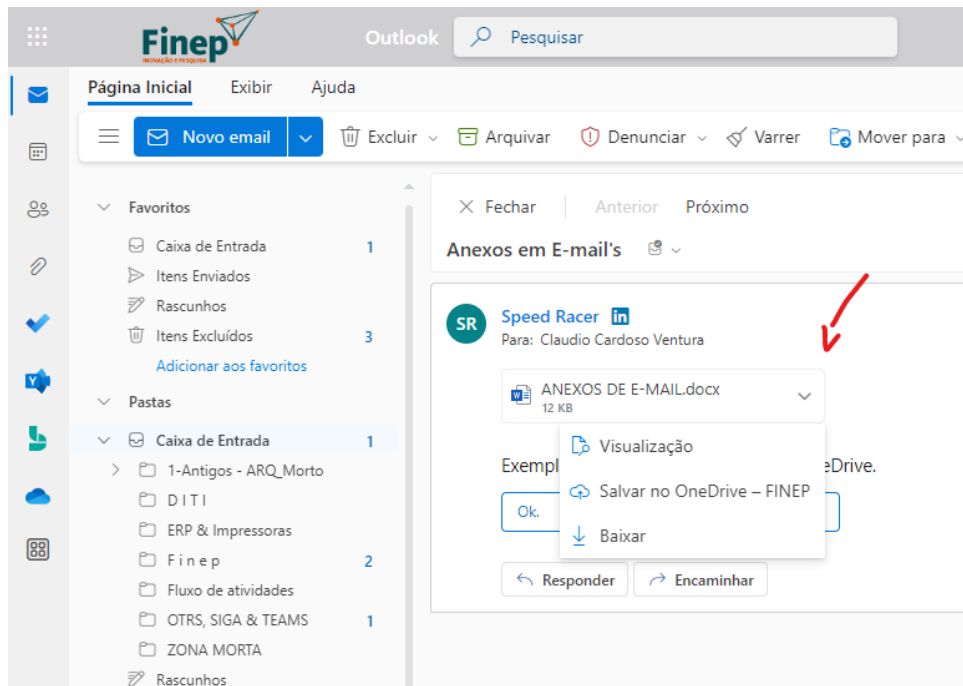 Finep
INOVAÇÃO E PESQUISA
Outlook
Pesquisar
Página Inicial Exibir Ajuda
Novo email Excluir Arquivar Denunciar Varrer Mover para
Favoritos
Caixa de Entrada 1
Itens Enviados
Rascunhos
Itens Excluídos 3
Adicionar aos favoritos
Pastas
Caixa de Entrada 1
1-Antigos - ARQ_Morto
D I T I
ERP & Impressoras
F i n e p 2
Fluxo de atividades
OTRS, SIGA & TEAMS 1
ZONA MORTA
Rascunhos
Fechar Anterior Próximo
Anexos em E-mail's
SR
Speed Racer in
Para: Claudio Cardoso Ventura
ANEXOS DE E-MAIL.docx
12 KB
Visualização
Salvar no OneDrive – FINEP
Baixar
Exempl eDrive.
Ok.
Responder Encaminhar